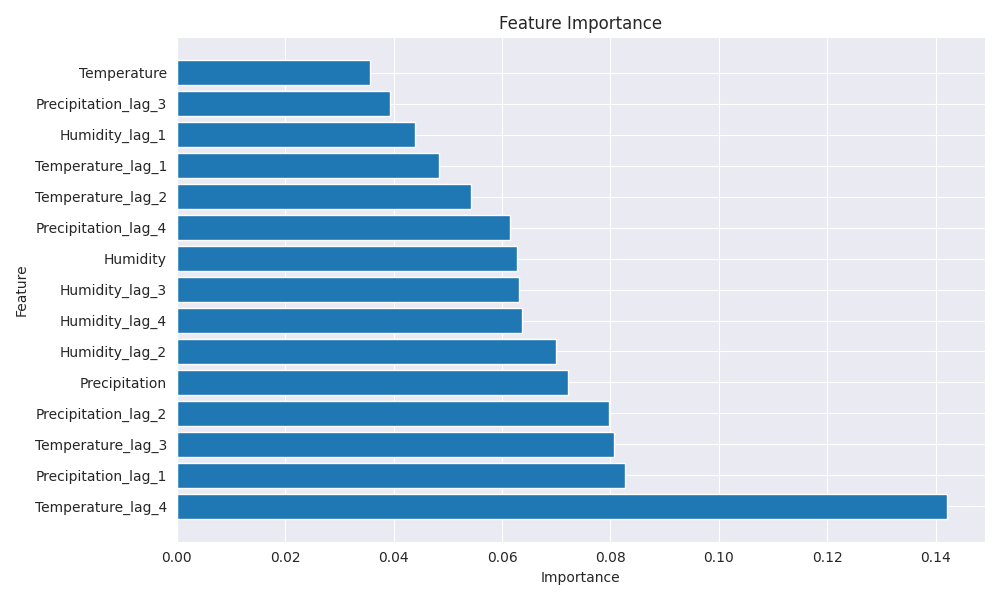 Feature Importance
Temperature
Precipitation_lag_3
Humidity_lag_1
Temperature_lag_1
Temperature_lag_2
Precipitation_lag_4
Humidity
Humidity_lag_3
Humidity_lag_4
Humidity_lag_2
Precipitation
Precipitation_lag_2
Temperature_lag_3
Precipitation_lag_1
Temperature_lag_4
Feature
0.00 0.02 0.04 0.06 0.08 0.10 0.12 0.14
Importance